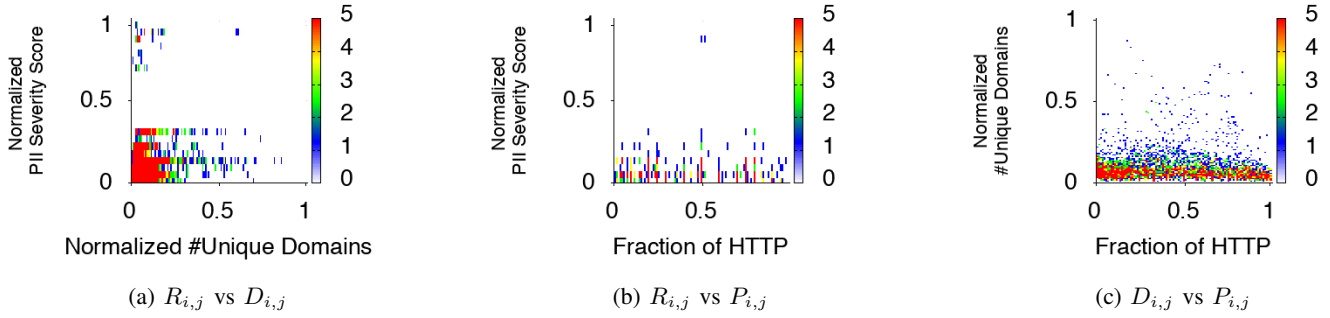 Normalized
PII Severity Score
1
0.5
0
0
0.5
1
Normalized #Unique Domains
5
4
3
2
1
0
(a) R_{i,j} vs D_{i,j}
Normalized
PII Severity Score
1
0.5
0
0
0.5
Fraction of HTTP
5
4
3
2
1
0
(b) R_{i,j} vs P_{i,j}
Normalized
#Unique Domains
1
0.5
0
0
0.5
1
Fraction of HTTP
5
4
3
2
1
0
(c) D_{i,j} vs P_{i,j}